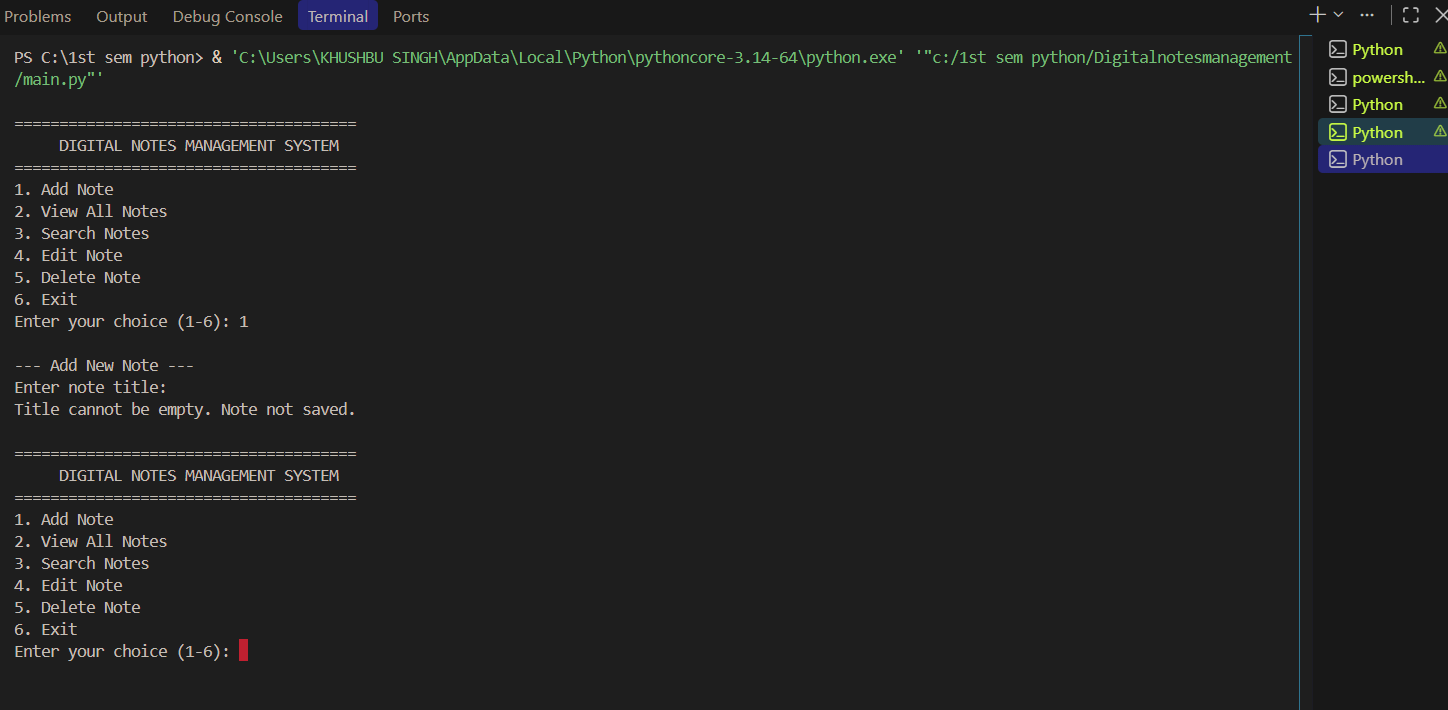 Problems Output Debug Console Terminal Ports
PS C:\1st sem python> & 'C:\Users\KHUSHBU SINGH\AppData\Local\Python\pythoncore-3.14-64\python.exe' '"c:/1st sem python/Digitalnotesmanagement
/main.py"'
======================================
DIGITAL NOTES MANAGEMENT SYSTEM
======================================
1. Add Note
2. View All Notes
3. Search Notes
4. Edit Note
5. Delete Note
6. Exit
Enter your choice (1-6): 1
--- Add New Note ---
Enter note title:
Title cannot be empty. Note not saved.
======================================
DIGITAL NOTES MANAGEMENT SYSTEM
======================================
1. Add Note
2. View All Notes
3. Search Notes
4. Edit Note
5. Delete Note
6. Exit
Enter your choice (1-6):
Python
powersh...
Python
Python
Python